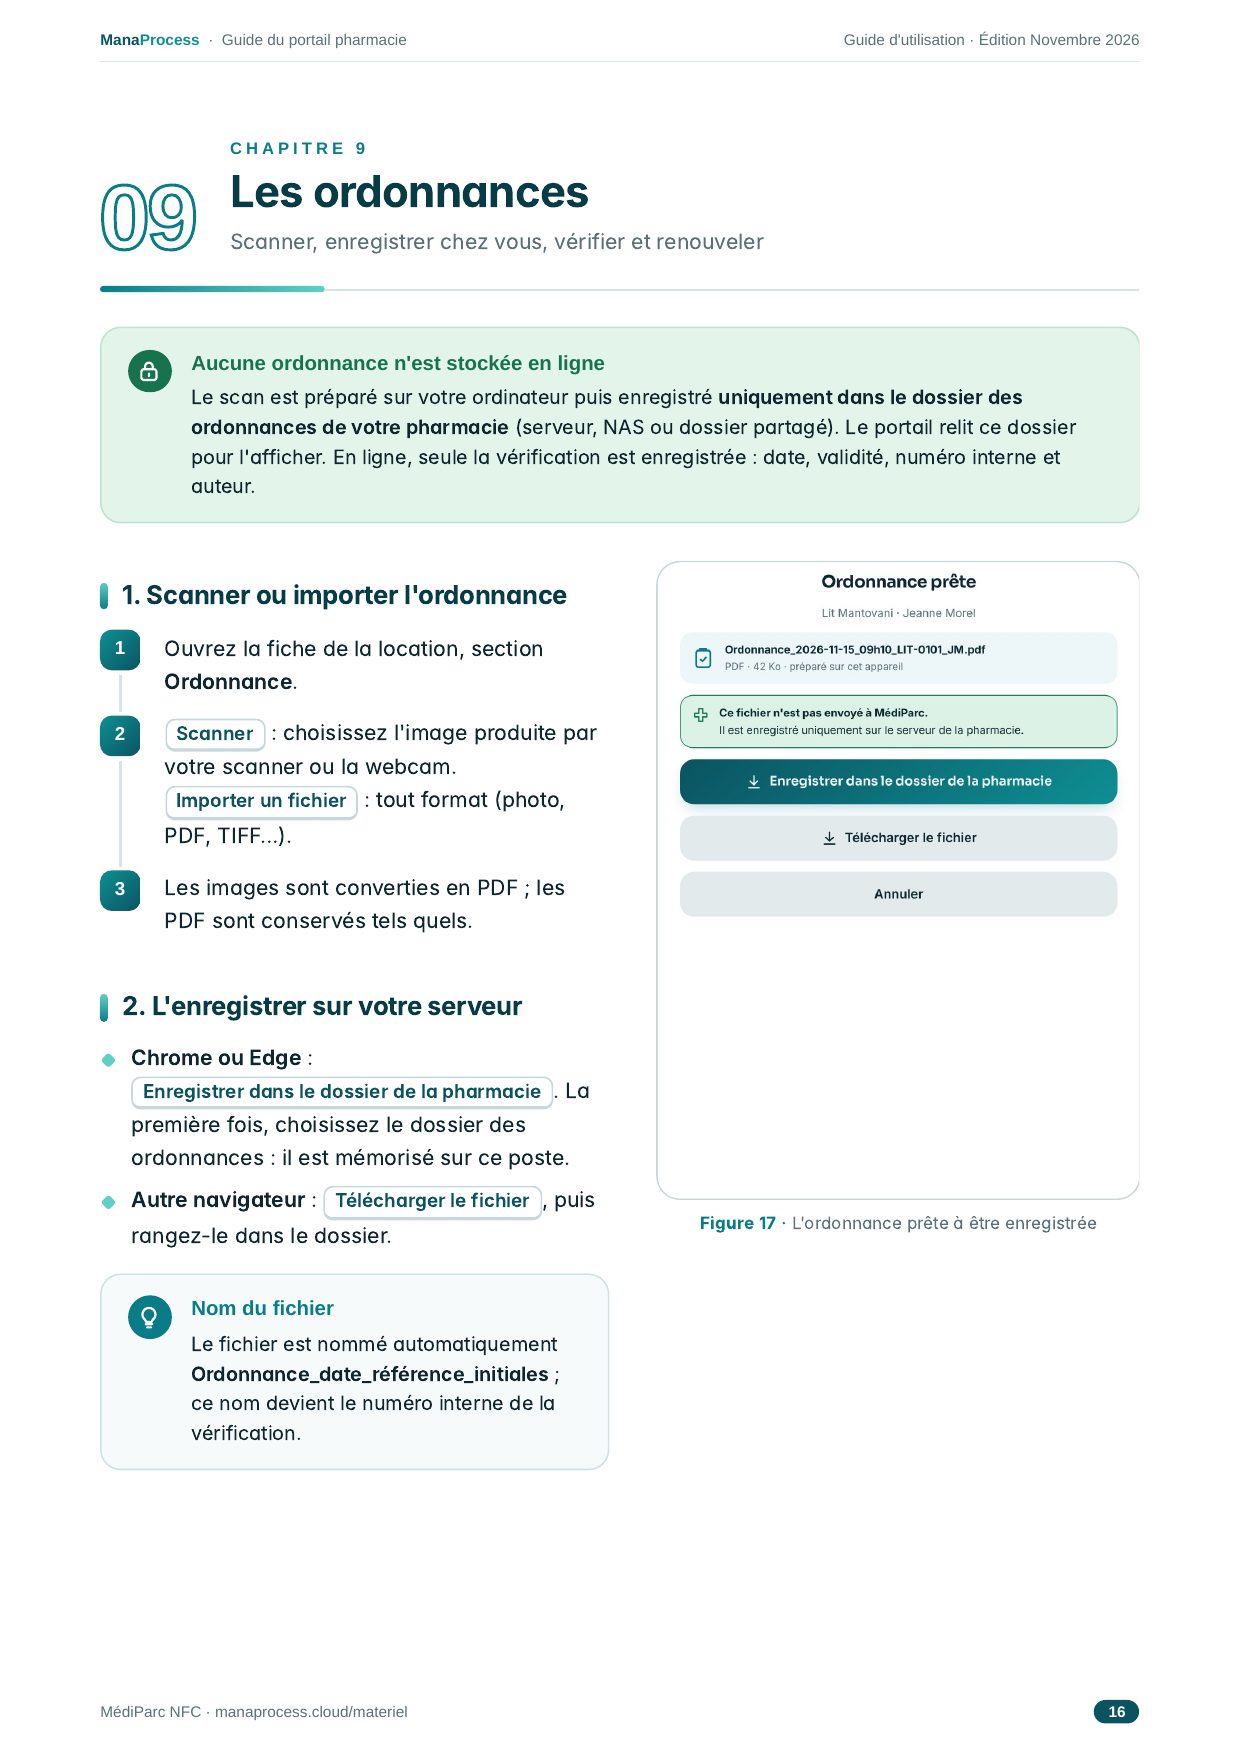 ManaProcess · Guide du portail pharmacie
Guide d'utilisation · Édition Novembre 2026
CHAPITRE 9
09
Les ordonnances
Scanner, enregistrer chez vous, vérifier et renouveler
Aucune ordonnance n'est stockée en ligne
Le scan est préparé sur votre ordinateur puis enregistré uniquement dans le dossier des
ordonnances de votre pharmacie (serveur, NAS ou dossier partagé). Le portail relit ce dossier
pour l'afficher. En ligne, seule la vérification est enregistrée : date, validité, numéro interne et
auteur.
1. Scanner ou importer l'ordonnance
1
Ouvrez la fiche de la location, section
Ordonnance.
2
Scanner : choisissez l'image produite par
votre scanner ou la webcam.
Importer un fichier : tout format (photo,
PDF, TIFF…).
3
Les images sont converties en PDF ; les
PDF sont conservés tels quels.
2. L'enregistrer sur votre serveur
Chrome ou Edge :
Enregistrer dans le dossier de la pharmacie. La
première fois, choisissez le dossier des
ordonnances : il est mémorisé sur ce poste.
Autre navigateur : Télécharger le fichier, puis
rangez-le dans le dossier.
Nom du fichier
Le fichier est nommé automatiquement
Ordonnance_date_référence_initiales ;
ce nom devient le numéro interne de la
vérification.
Ordonnance prête
Lit Mantovani · Jeanne Morel
Ordonnance_2026-11-15_09h10_LIT-0101_JM.pdf
PDF · 42 Ko · préparé sur cet appareil
Ce fichier n'est pas envoyé à MédiParc.
Il est enregistré uniquement sur le serveur de la pharmacie.
Enregistrer dans le dossier de la pharmacie
Télécharger le fichier
Annuler
Figure 17 · L'ordonnance prête à être enregistrée
MédiParc NFC · manaprocess.cloud/materiel
16